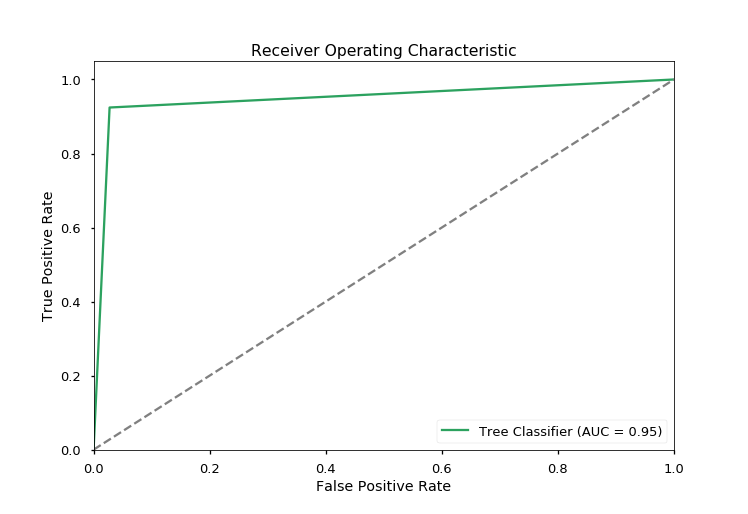 Receiver Operating Characteristic
1.0
0.8
0.6
0.4
0.2
0.0
True Positive Rate
Tree Classifier (AUC = 0.95)
0.0 0.2 0.4 0.6 0.8 1.0
False Positive Rate